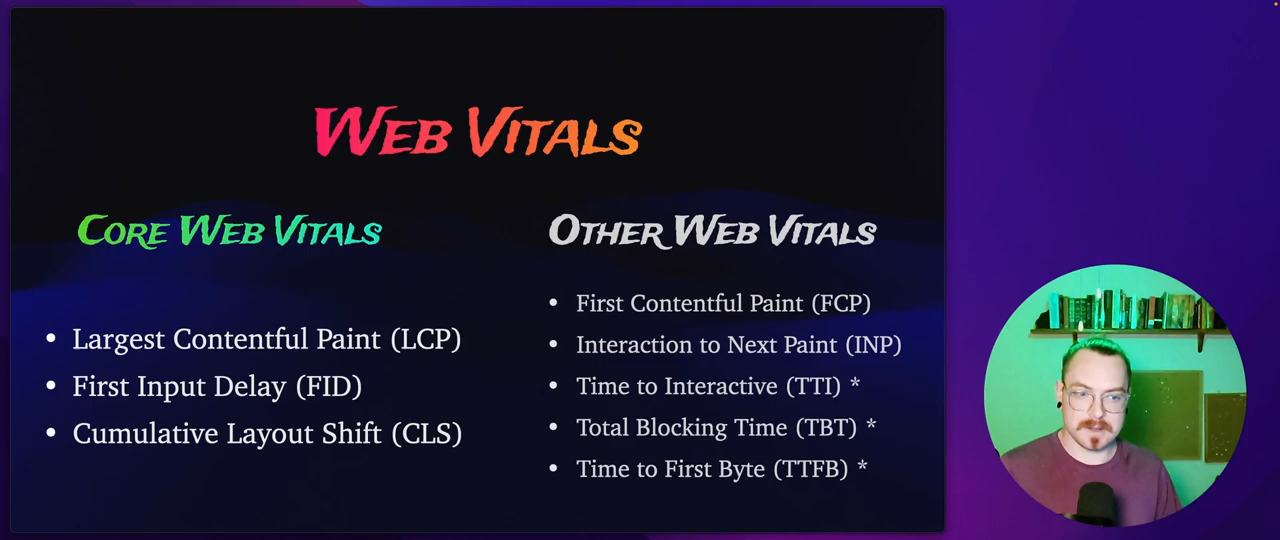 Web Vitals
Core Web Vitals
• Largest Contentful Paint (LCP)
• First Input Delay (FID)
• Cumulative Layout Shift (CLS)
Other Web Vitals
• First Contentful Paint (FCP)
• Interaction to Next Paint (INP)
• Time to Interactive (TTI) *
• Total Blocking Time (TBT) *
• Time to First Byte (TTFB) *